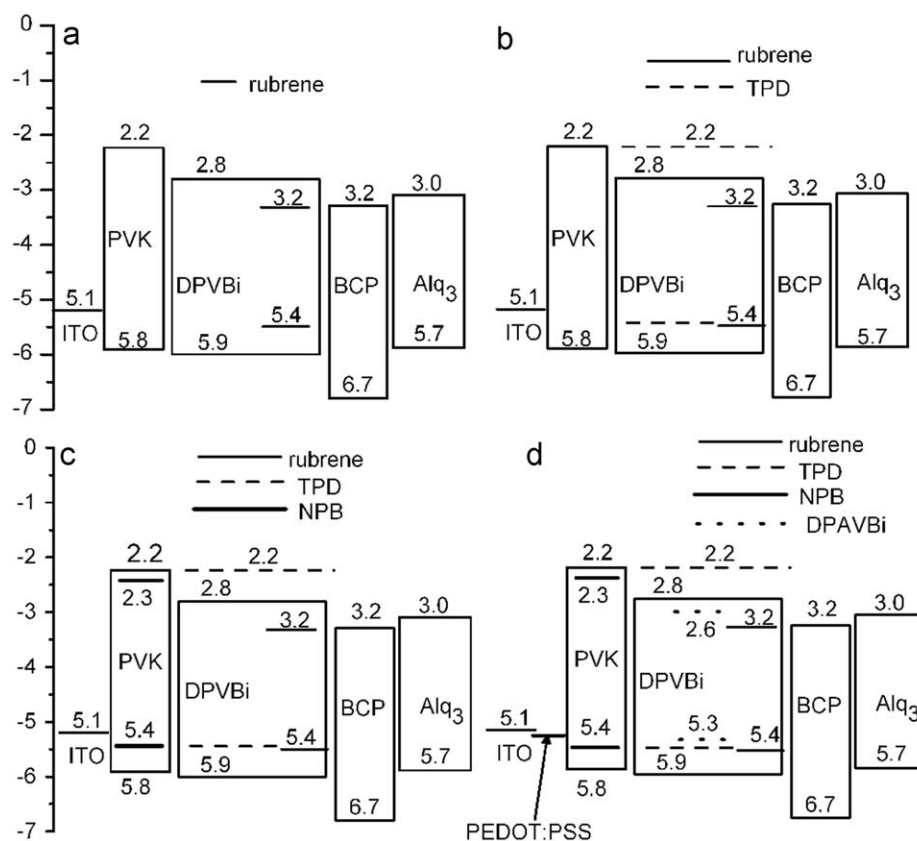 0
-1
-2
-3
-4
-5
-6
-7
a
rubrene
2.2
2.8
3.2
3.2
3.0
PVK
DPVBi
BCP
Alq3
5.1
ITO
5.4
5.8
5.9
5.7
6.7
b
rubrene
TPD
2.2
2.2
2.8
3.2
3.2
3.0
PVK
DPVBi
BCP
Alq3
5.1
ITO
5.4
5.8
5.9
5.7
6.7
0
-1
-2
-3
-4
-5
-6
-7
c
rubrene
TPD
NPB
2.2
2.2
2.3
2.8
3.2
3.2
3.0
PVK
DPVBi
BCP
Alq3
5.1
ITO
5.4
5.4
5.8
5.9
5.7
6.7
d
rubrene
TPD
NPB
DPAVBi
2.2
2.2
2.3
2.8
2.6
3.2
3.2
3.0
PVK
DPVBi
BCP
Alq3
5.1
ITO
5.4
5.3
5.4
5.8
5.9
5.7
6.7
PEDOT:PSS